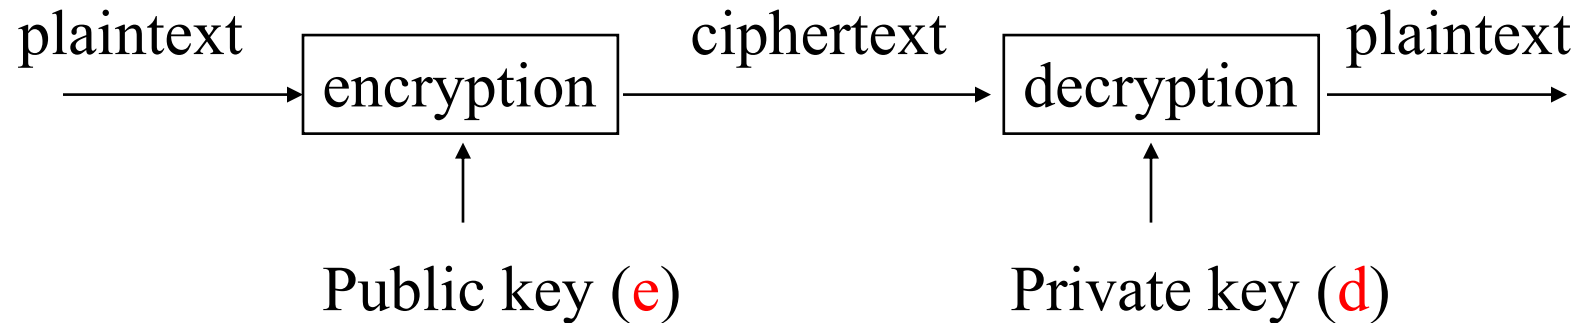 plaintext ciphertext plaintext
encryption decryption
Public key (e) Private key (d)